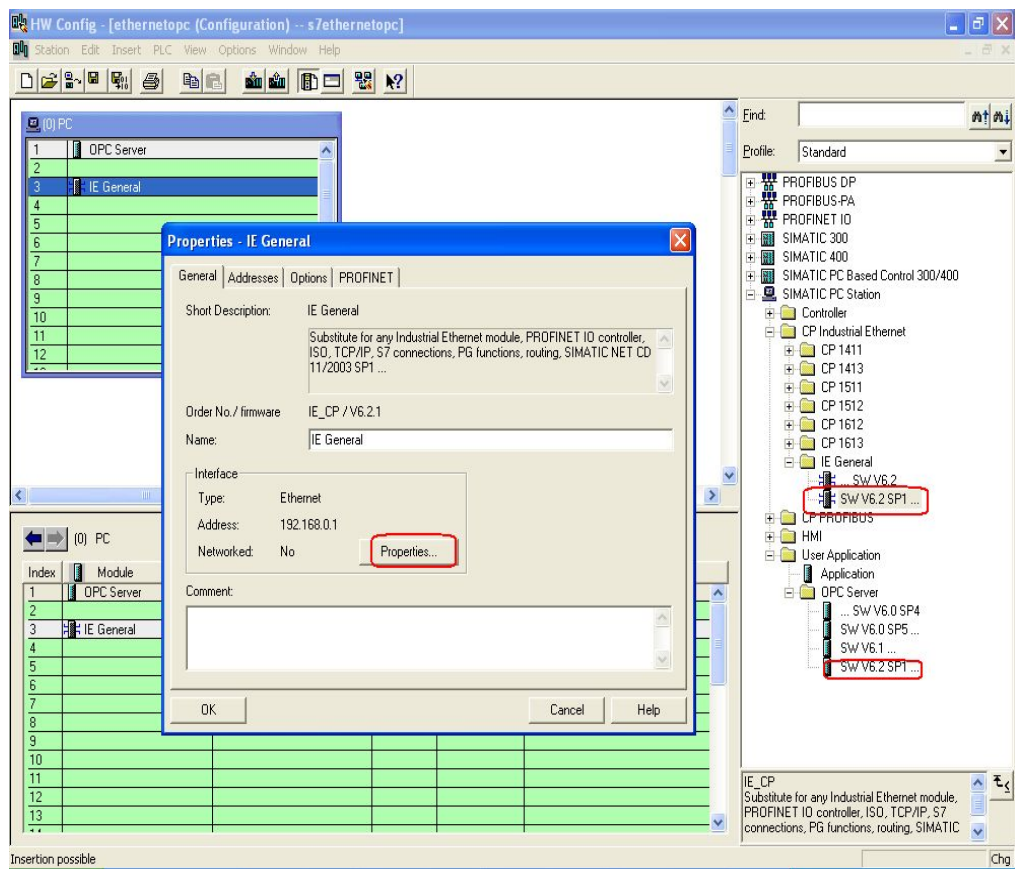 HW Config - [ethernetopc (Configuration) -- s7ethernetopc]
Station Edit Insert PLC View Options Window Help
(0) PC
1 OPC Server
2
3 IE General
4
5
6
7
8
9
10
11
12
Find:
Profile: Standard
PROFIBUS DP
PROFIBUS-PA
PROFINET IO
SIMATIC 300
SIMATIC 400
SIMATIC PC Based Control 300/400
SIMATIC PC Station
Controller
CP Industrial Ethernet
CP 1411
CP 1413
CP 1511
CP 1512
CP 1612
CP 1613
IE General
... SW V6.2
SW V6.2 SP1 ...
CP PROFIBUS
HMI
User Application
Application
OPC Server
... SW V6.0 SP4
SW V6.0 SP5 ...
SW V6.1 ...
SW V6.2 SP1 ...
Properties - IE General
General Addresses Options PROFINET
Short Description: IE General
Substitute for any Industrial Ethernet module, PROFINET IO controller,
ISO, TCP/IP, S7 connections, PG functions, routing, SIMATIC NET CD
11/2003 SP1 ...
Order No./ firmware IE_CP / V6.2.1
Name: IE General
Interface
Type: Ethernet
Address: 192.168.0.1
Networked: No Properties...
Comment:
OK Cancel Help
(0) PC
Index Module
1 OPC Server
2
3 IE General
4
5
6
7
8
9
10
11
12
13
IE_CP
Substitute for any Industrial Ethernet module,
PROFINET IO controller, ISO, TCP/IP, S7
connections, PG functions, routing, SIMATIC
Insertion possible
Chg